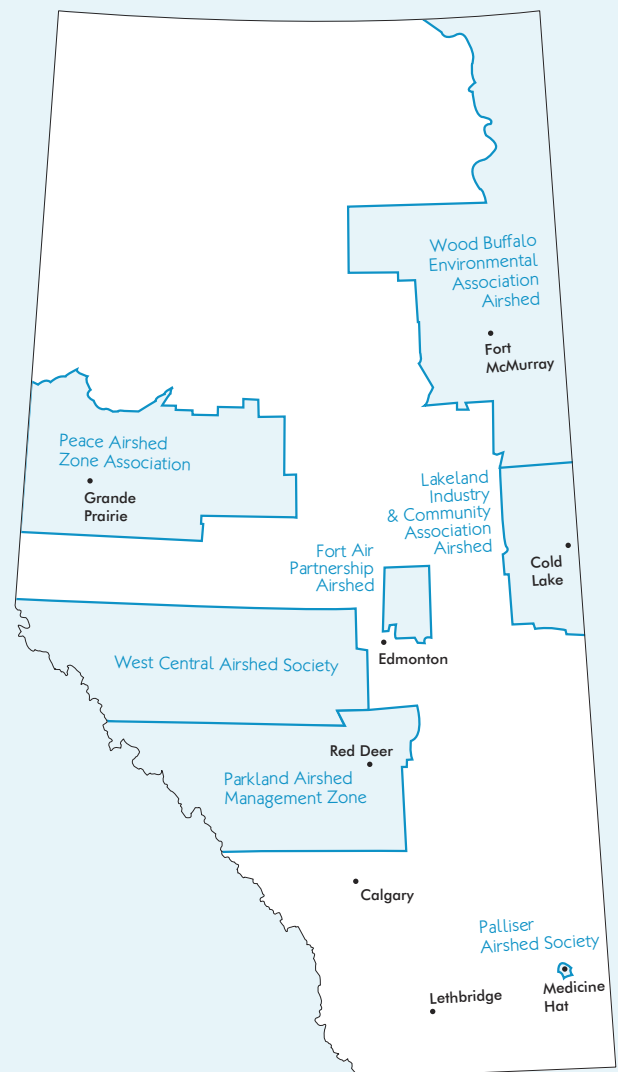 Wood Buffalo
Environmental
Association
Airshed
Fort
McMurray
Peace Airshed
Zone Association
Grande
Prairie
Lakeland
Industry
& Community
Association
Airshed
Fort Air
Partnership
Airshed
Cold
Lake
Edmonton
West Central Airshed Society
Red Deer
Parkland Airshed
Management Zone
Calgary
Palliser
Airshed Society
Medicine
Hat
Lethbridge